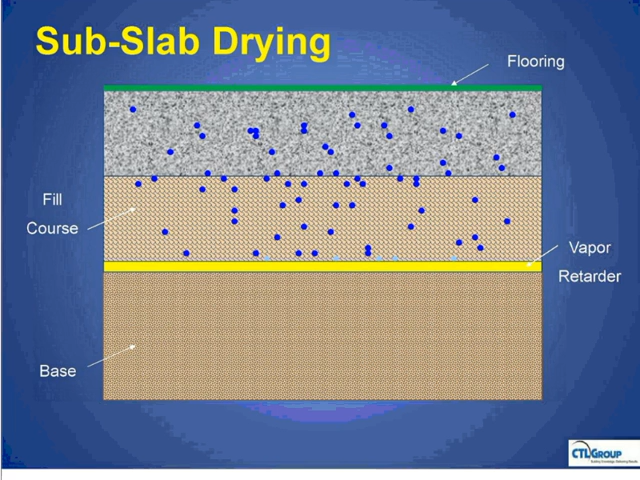 Sub-Slab Drying
Flooring
Fill
Course
Vapor
Retarder
Base
CTLGROUP